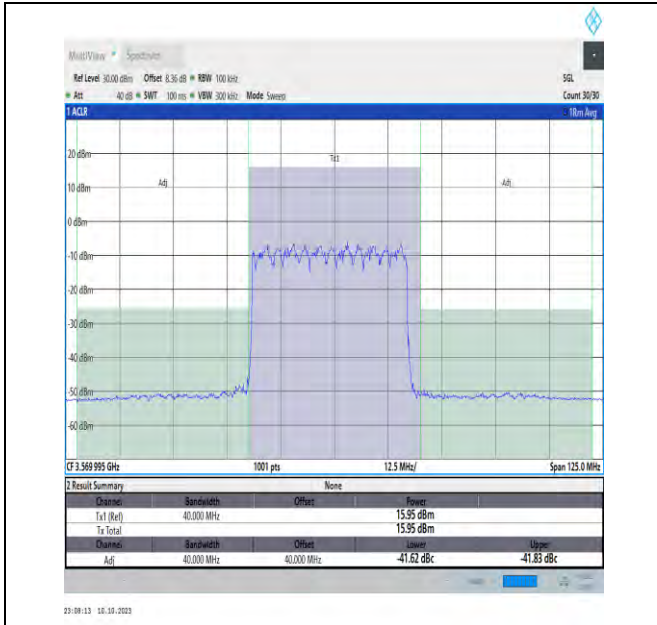 MultiView Spectrum
Ref Level 30.00 dBm Offset 8.36 dB RBW 100 kHz SGL
Att 40 dB SWT 100 ms VBW 300 kHz Mode Sweep Count 30/30
1 ACLR 1Rm Avg
20 dBm
Tx1
Adj Adj
10 dBm
0 dBm
-10 dBm
-20 dBm
-30 dBm
-40 dBm
-50 dBm
-60 dBm
CF 3.569 995 GHz 1001 pts 12.5 MHz/ Span 125.0 MHz
2 Result Summary None
Channel Bandwidth Offset Power
Tx1 (Ref) 40.000 MHz 15.95 dBm
Tx Total 15.95 dBm
Channel Bandwidth Offset Lower Upper
Adj 40.000 MHz 40.000 MHz -41.62 dBc -41.83 dBc
23:08:13 10.10.2023